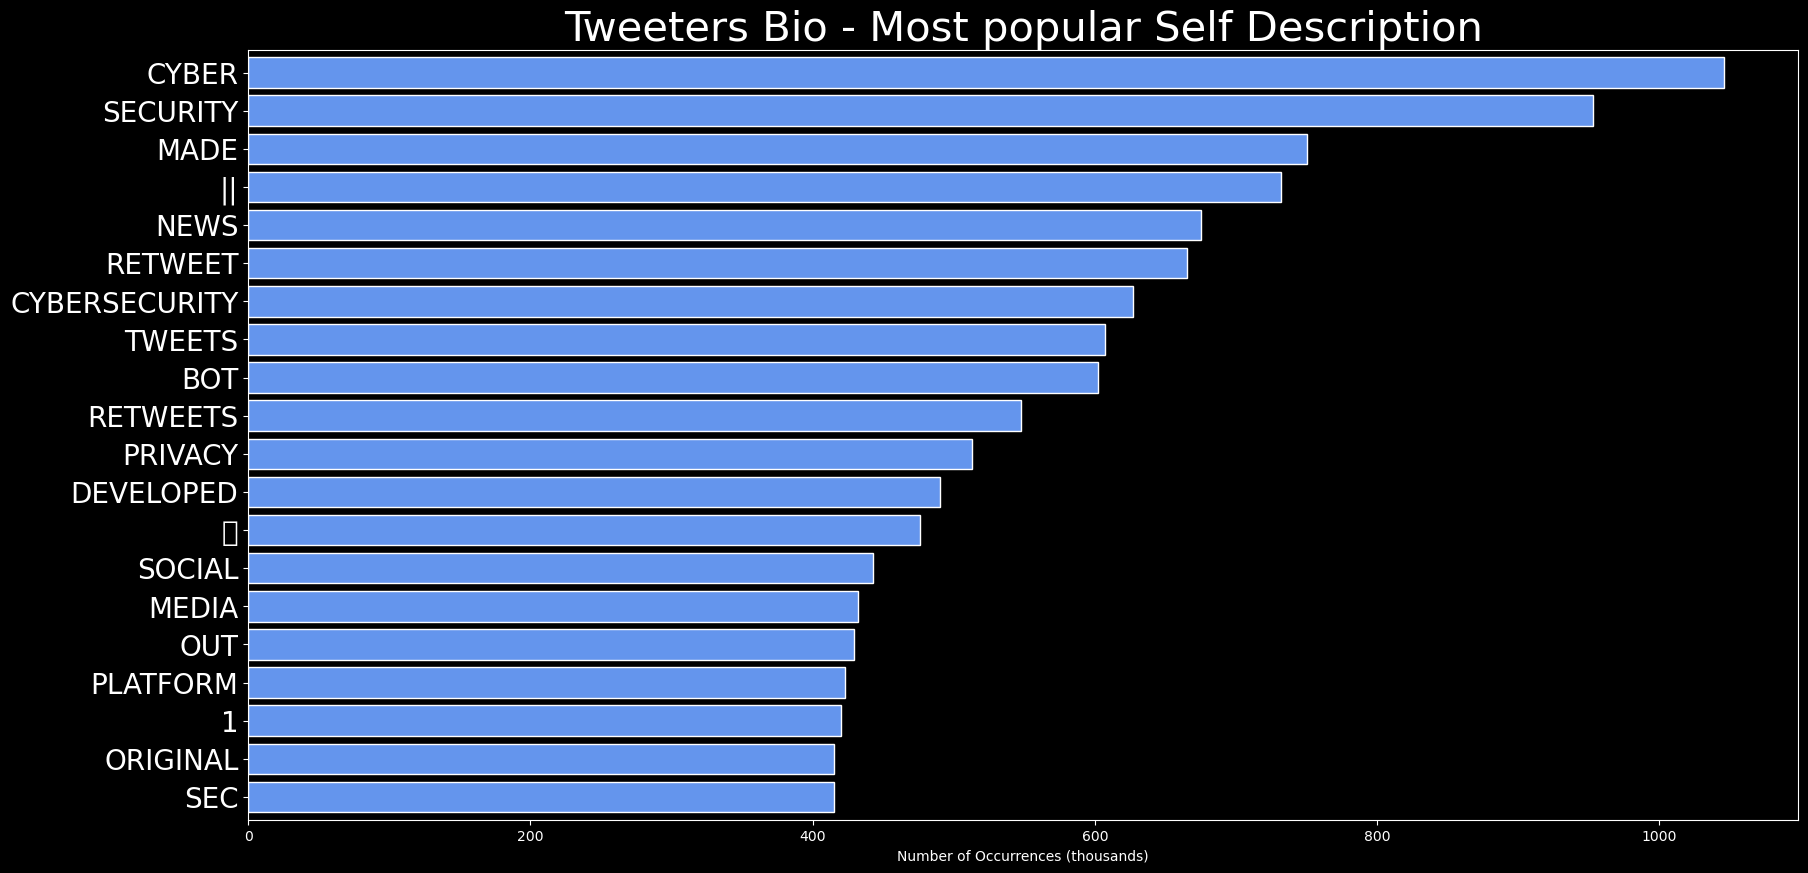 Tweeters Bio - Most popular Self Description
CYBER
SECURITY
MADE
||
NEWS
RETWEET
CYBERSECURITY
TWEETS
BOT
RETWEETS
PRIVACY
DEVELOPED
SOCIAL
MEDIA
OUT
PLATFORM
1
ORIGINAL
SEC
0 200 400 600 800 1000
Number of Occurrences (thousands)